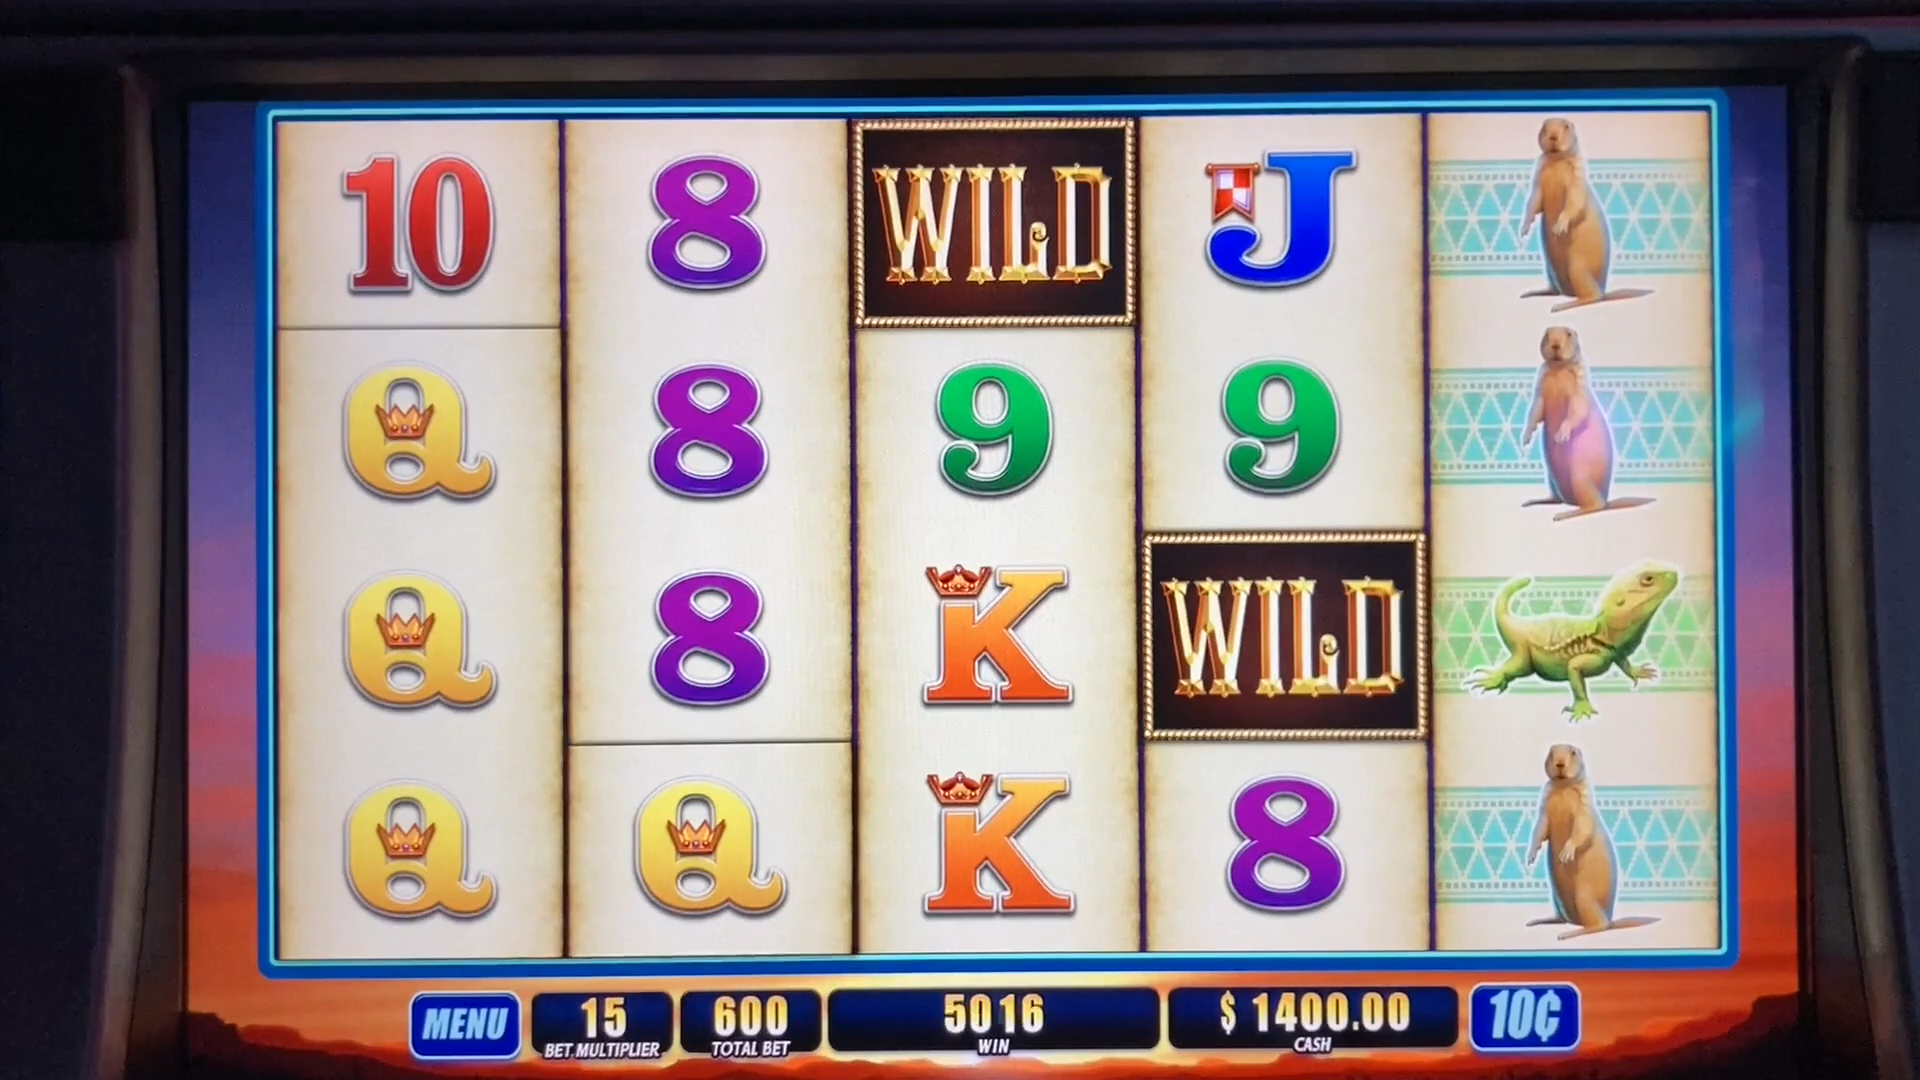 10 8 WILD J
Q 8 9 9
Q 8 K WILD
Q Q K 8
MENU 15 600 5016 $ 1400.00 10¢
BET MULTIPLIER TOTAL BET WIN CASH